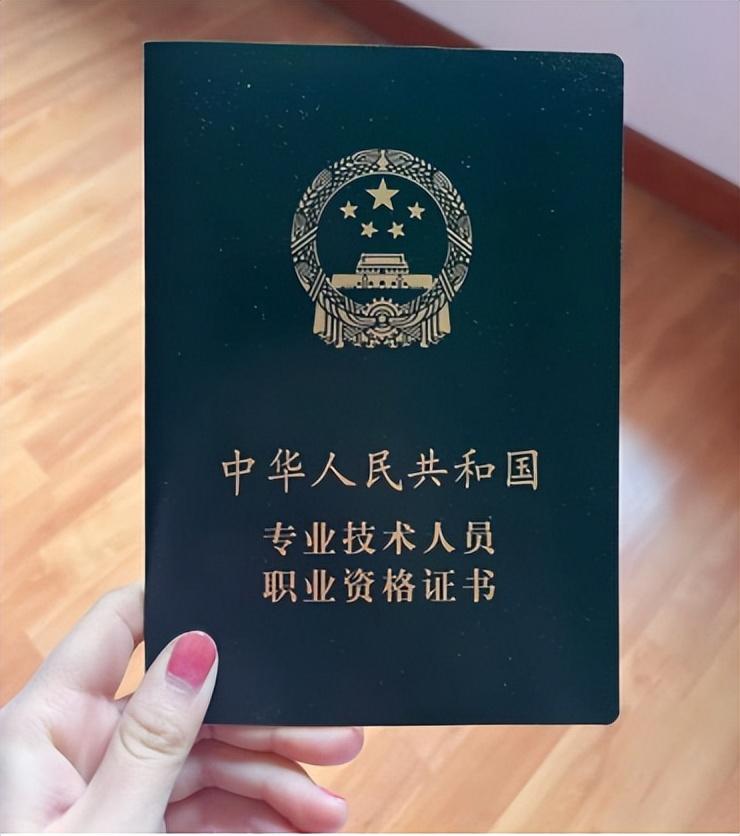 中华人民共和国
专业技术人员
职业资格证书